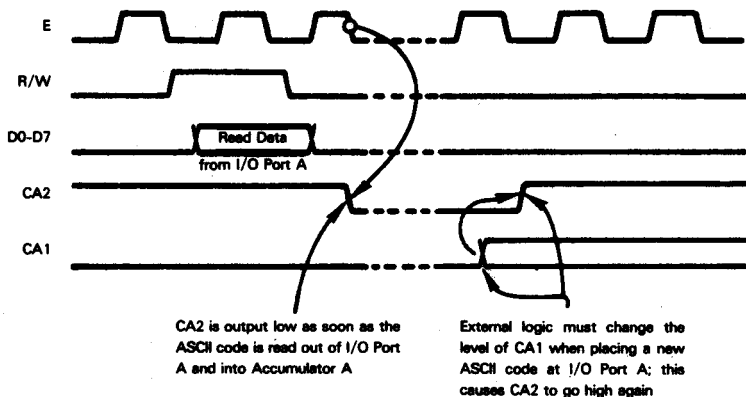 E
R/W
D0-D7
Read Data
from I/O Port A
CA2
CA1
CA2 is output low as soon as the
ASCII code is read out of I/O Port
A and into Accumulator A
External logic must change the
level of CA1 when placing a new
ASCII code at I/O Port A; this
causes CA2 to go high again